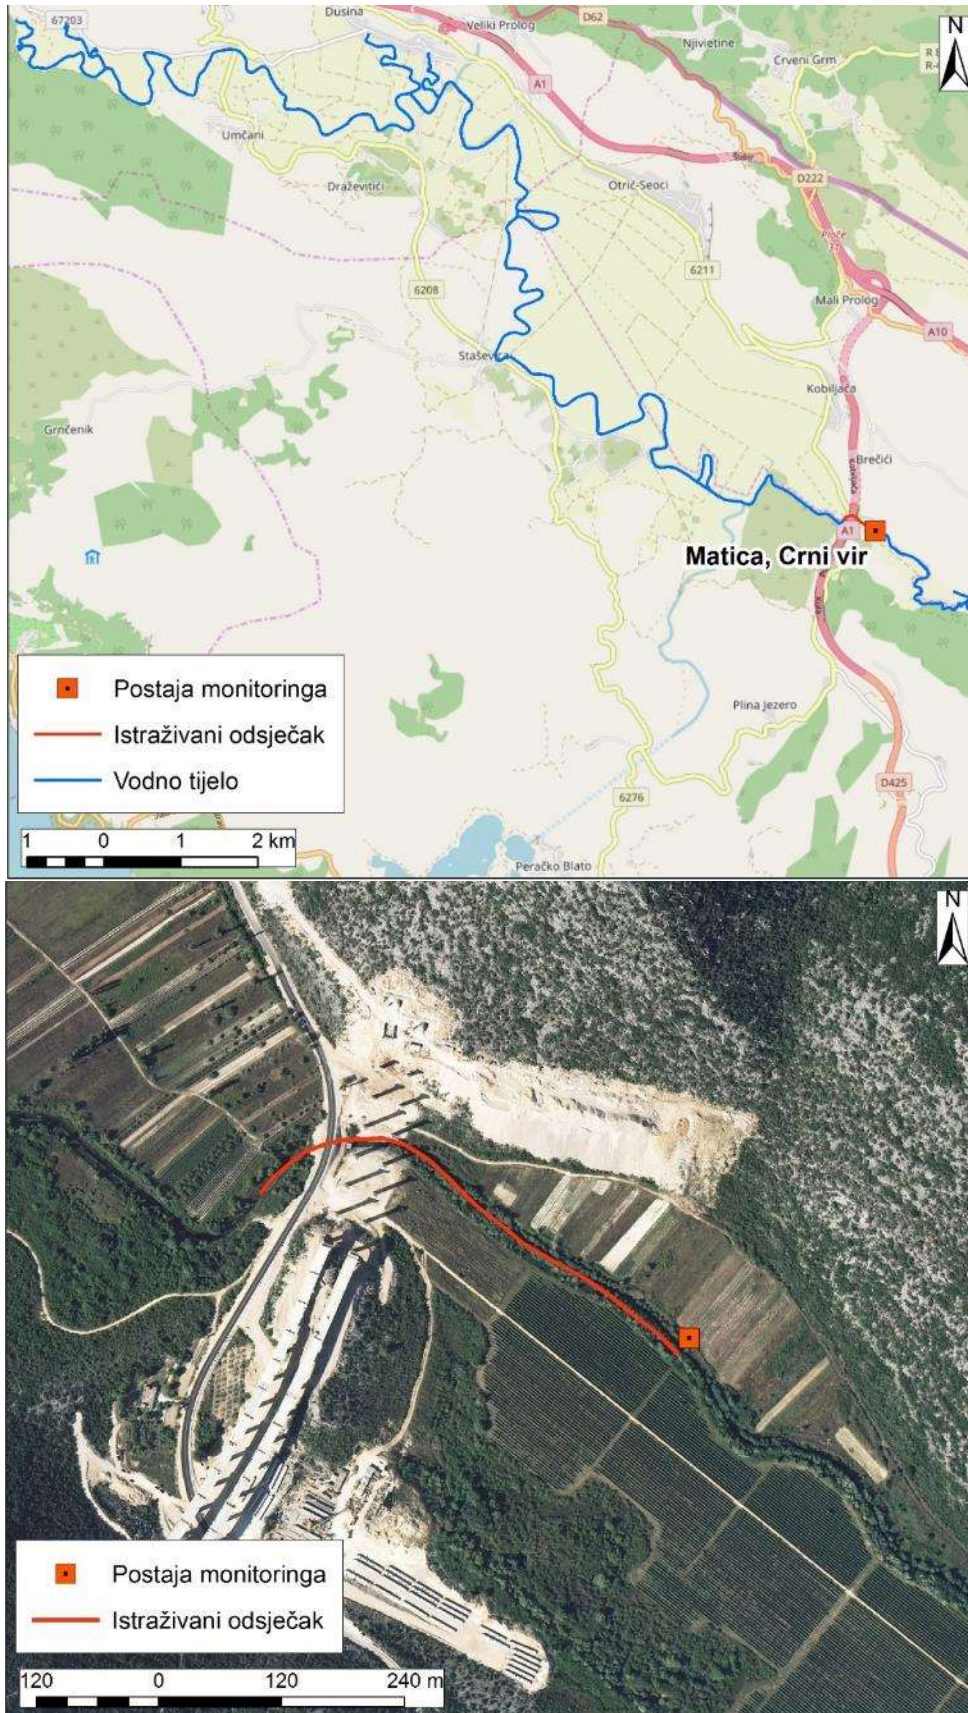 67203
Dusina
Veliki Prolog
D62
Njivietine
Crveni Grm
N
A1
Umčani
Draževitići
Otrić-Seoci
D222
6211
6208
Mali Prolog
A10
Staševica
Kobiljača
Grnčenik
Brečići
Kobiljača
A1
Matica, Crni vir
Postaja monitoringa
Istraživani odsječak
Vodno tijelo
Plina Jezero
D425
6276
Peračko Blato
1 0 1 2 km
N
Postaja monitoringa
Istraživani odsječak
120 0 120 240 m